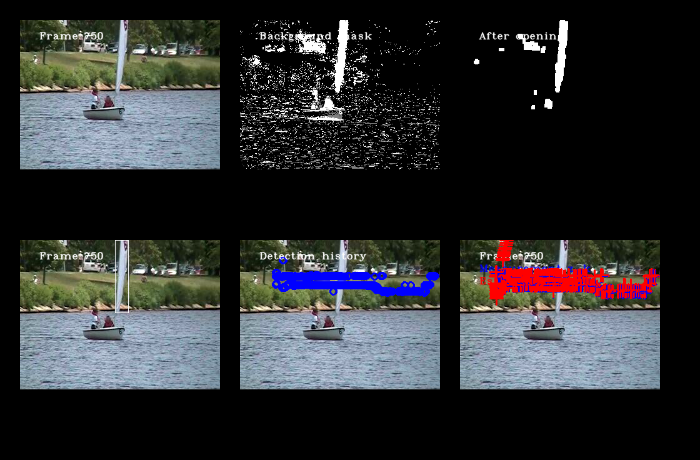 Frame:750
Background mask
After opening
Frame:750
Detection history
Frame:750